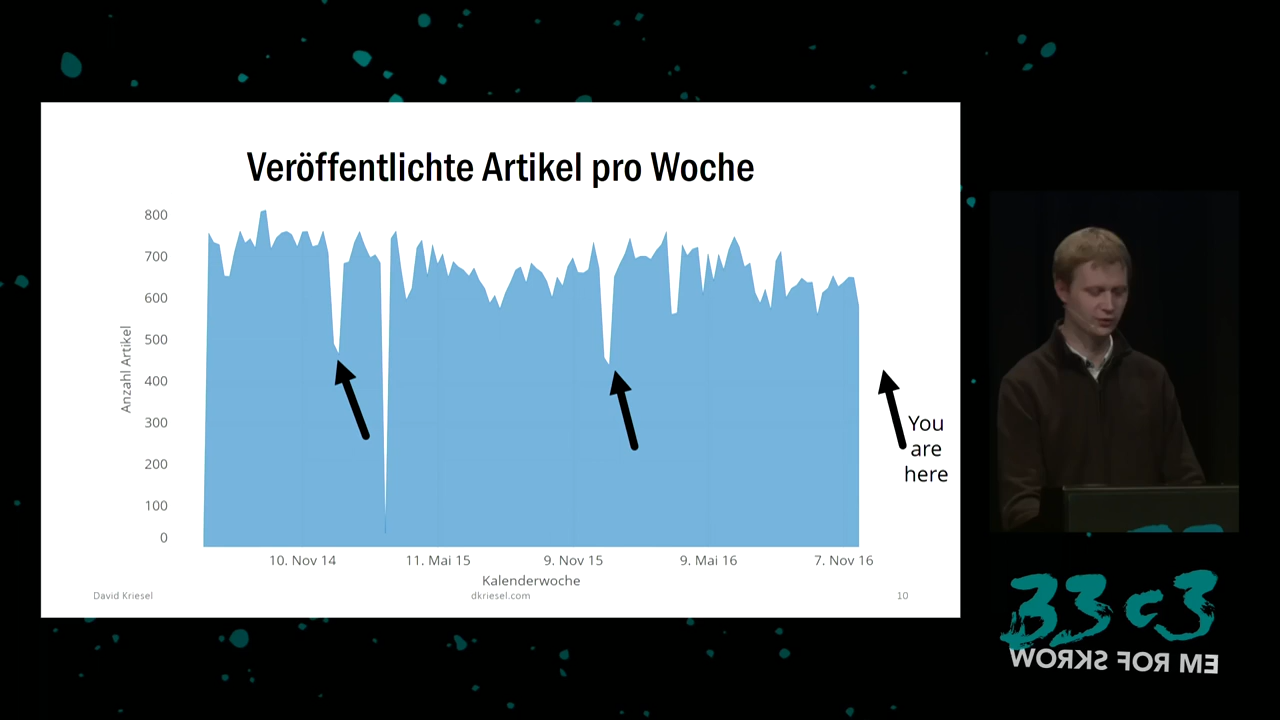 Veröffentlichte Artikel pro Woche
800
700
600
500
400
300
200
100
0
Anzahl Artikel
You
are
here
10. Nov 14
11. Mai 15
9. Nov 15
9. Mai 16
7. Nov 16
Kalenderwoche
David Kriesel
dkriesel.com
10
33c3
WORKS FOR ME